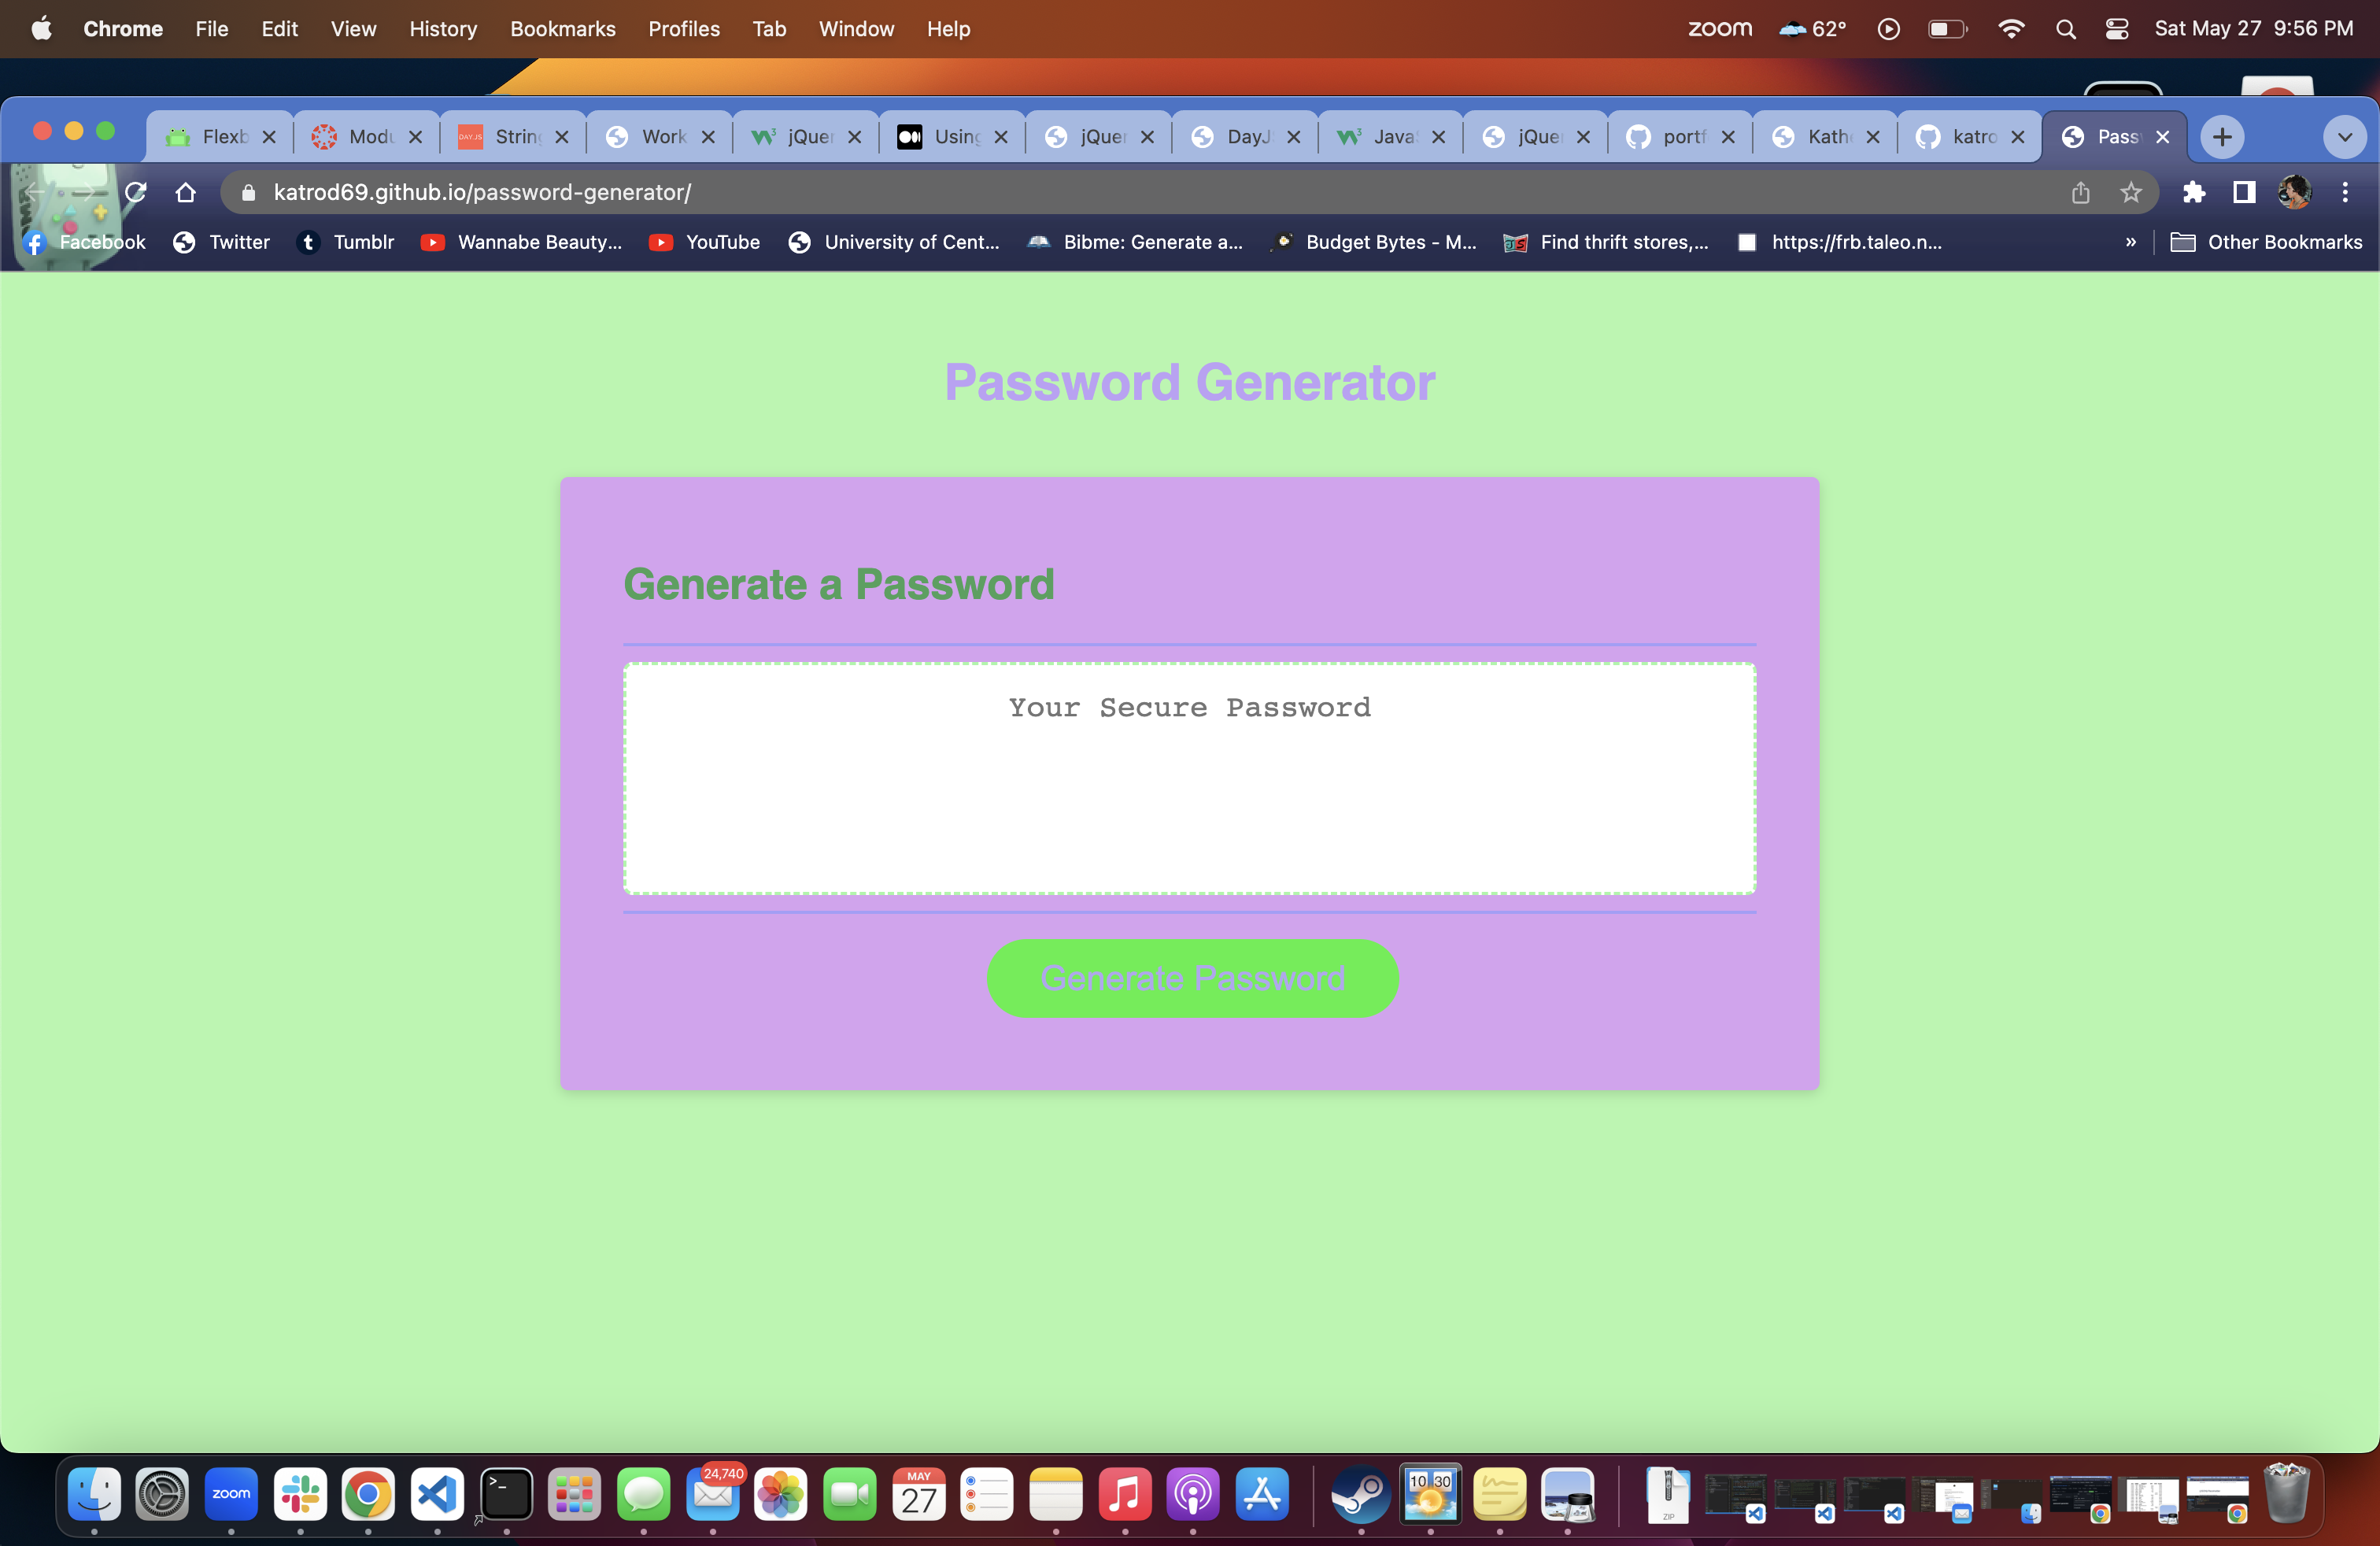 Chrome File Edit View History Bookmarks Profiles Tab Window Help zoom 62° Sat May 27 9:56 PM
Flexb Modu String Work jQuer Using jQuer DayJ Java jQue portf Kathe katro Pass
katrod69.github.io/password-generator/
Facebook Twitter t Tumblr Wannabe Beauty... YouTube University of Cent... Bibme: Generate a... Budget Bytes - M... Find thrift stores,... https://frb.taleo.n... » Other Bookmarks
Password Generator
Generate a Password
Your Secure Password
Generate Password
24,740
zoom >_ MAY 27 10 30 ZIP